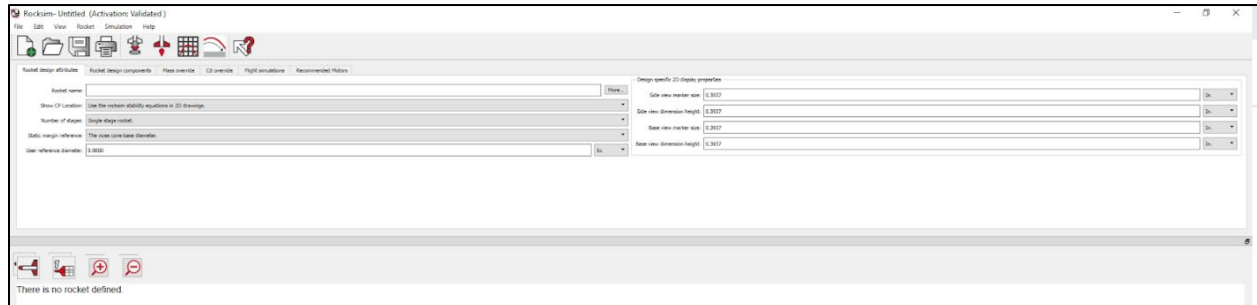 Rocksim- Untitled (Activation: Validated )
File Edit View Rocket Simulation Help
Rocket design attributes Rocket design components Mass override Cd override Flight simulations Recommended Motors
Rocket name: More...
Show CP Location: Use the rocksim stability equations in 2D drawings.
Number of stages: Single stage rocket.
Static margin reference: The nose cone base diameter.
User reference diameter: 0.0000 In.
Design specific 2D display properties
Side view marker size: 0.3937 In.
Side view dimension height: 0.3937 In.
Base view marker size: 0.3937 In.
Base view dimension height: 0.3937 In.
There is no rocket defined.